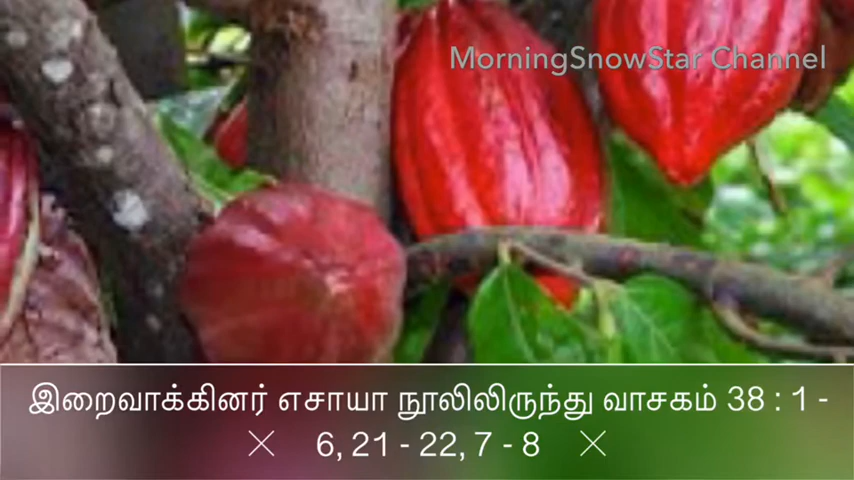 MorningSnowStar Channel
இறைவாக்கினர் எசாயா நூலிலிருந்து வாசகம் 38 : 1 -
6, 21 - 22, 7 - 8